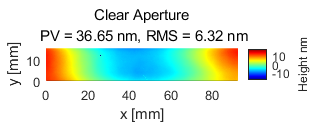 Clear Aperture
PV = 36.65 nm, RMS = 6.32 nm
y [mm]
10
0
0 20 40 60 80
x [mm]
10
0
-10
Height nm